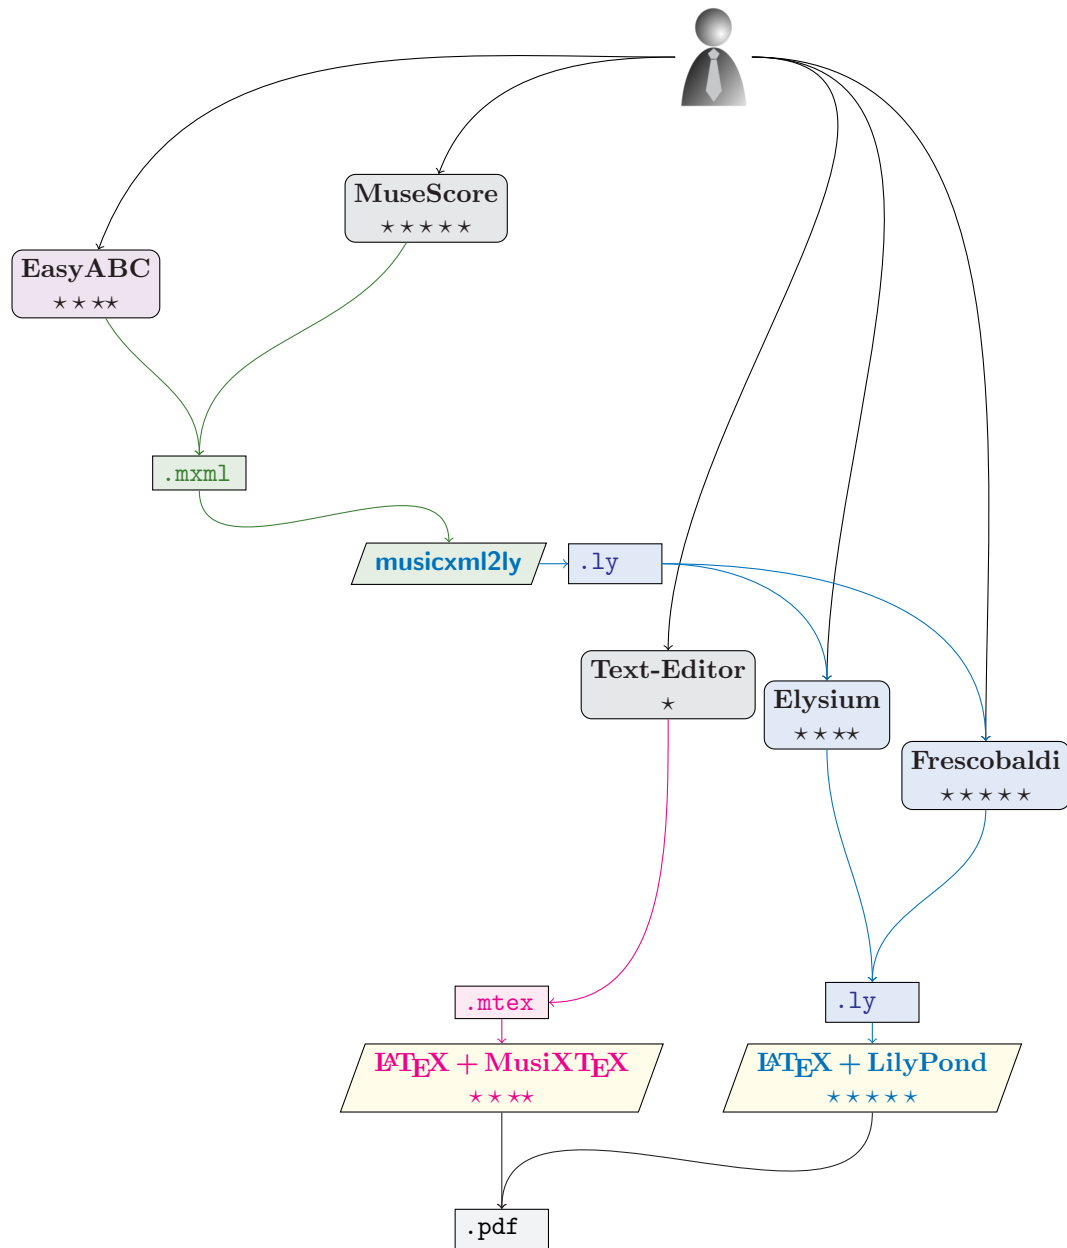 MuseScore
⋆ ⋆ ⋆ ⋆ ⋆
EasyABC
⋆ ⋆ ⋆⋆
.mxml
musicxml2ly
.ly
Text-Editor
⋆
Elysium
⋆ ⋆ ⋆⋆
Frescobaldi
⋆ ⋆ ⋆ ⋆ ⋆
.mtex
.ly
LATEX + MusiXTEX
⋆ ⋆ ⋆⋆
LATEX + LilyPond
⋆ ⋆ ⋆ ⋆ ⋆
.pdf